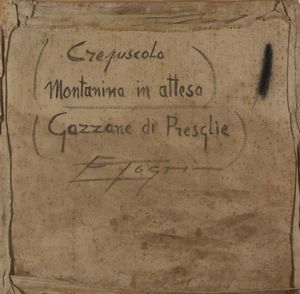 (Crepuscolo
Montanina in attesa)
(Gazzane di Preseglie)